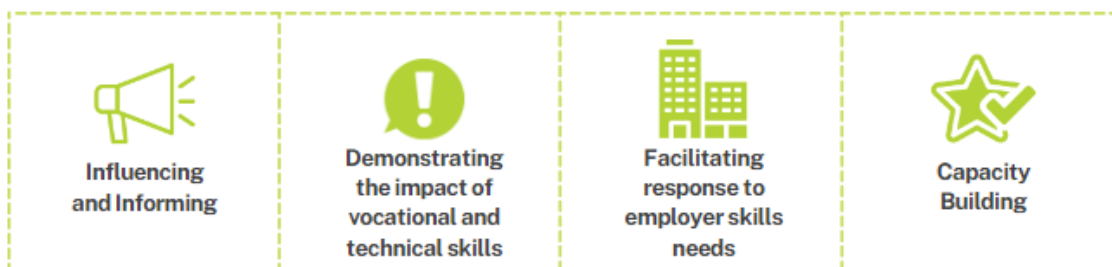 Influencing
and Informing
Demonstrating
the impact of
vocational and
technical skills
Facilitating
response to
employer skills
needs
Capacity
Building